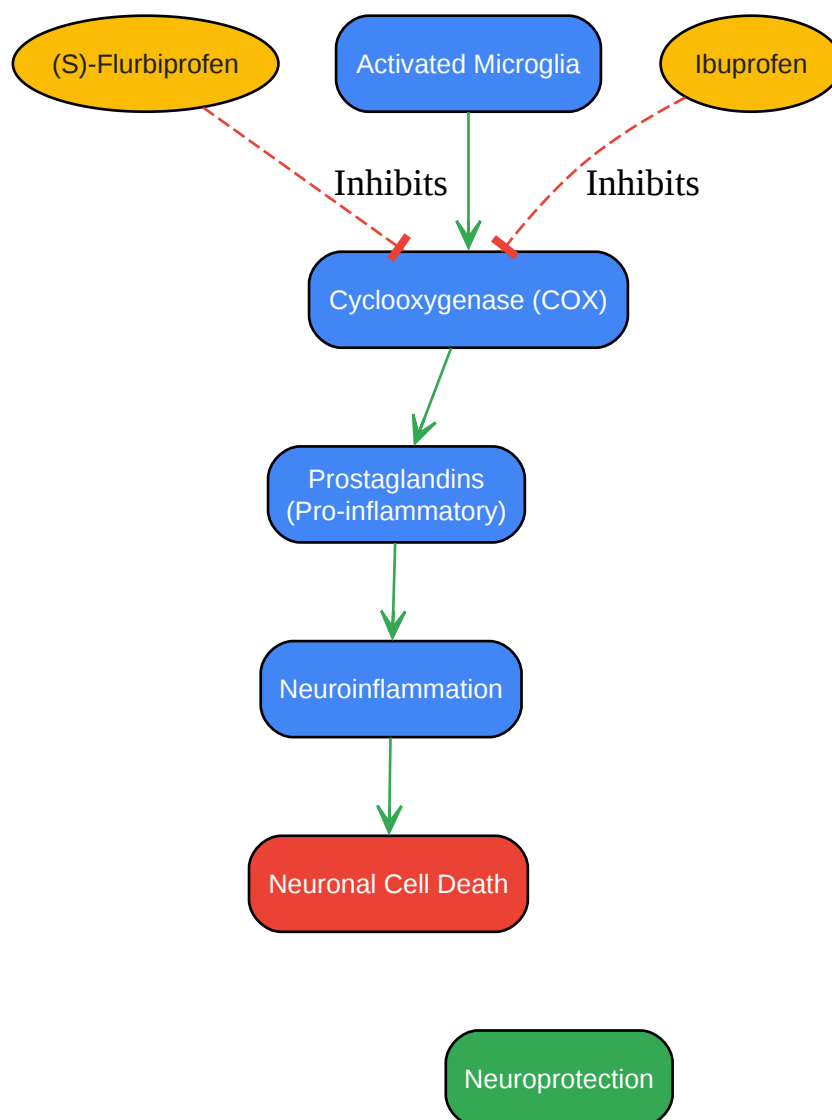 (S)-Flurbiprofen
Activated Microglia
Ibuprofen
Inhibits
Inhibits
Cyclooxygenase (COX)
Prostaglandins
(Pro-inflammatory)
Neuroinflammation
Neuronal Cell Death
Neuroprotection